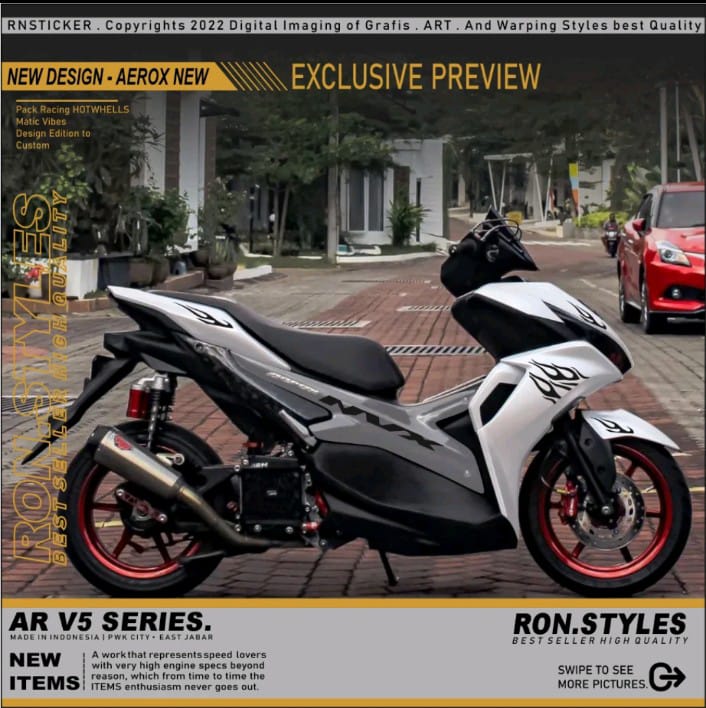 RNSTICKER . Copyrights 2022 Digital Imaging of Grafis . ART . And Warping Styles best Quality
NEW DESIGN - AEROX NEW
EXCLUSIVE PREVIEW
Pack Racing HOTWHELLS
Matic Vibes
Design Edition to
Custom
RON.STYLES
BEST SELLER HIGH QUALITY
NVX
AR V5 SERIES.
MADE IN INDONESIA | PWK CITY • EAST JABAR
NEW
ITEMS
A work that represents speed lovers
with very high engine specs beyond
reason, which from time to time the
ITEMS enthusiasm never goes out.
RON.STYLES
BEST SELLER HIGH QUALITY
SWIPE TO SEE
MORE PICTURES.